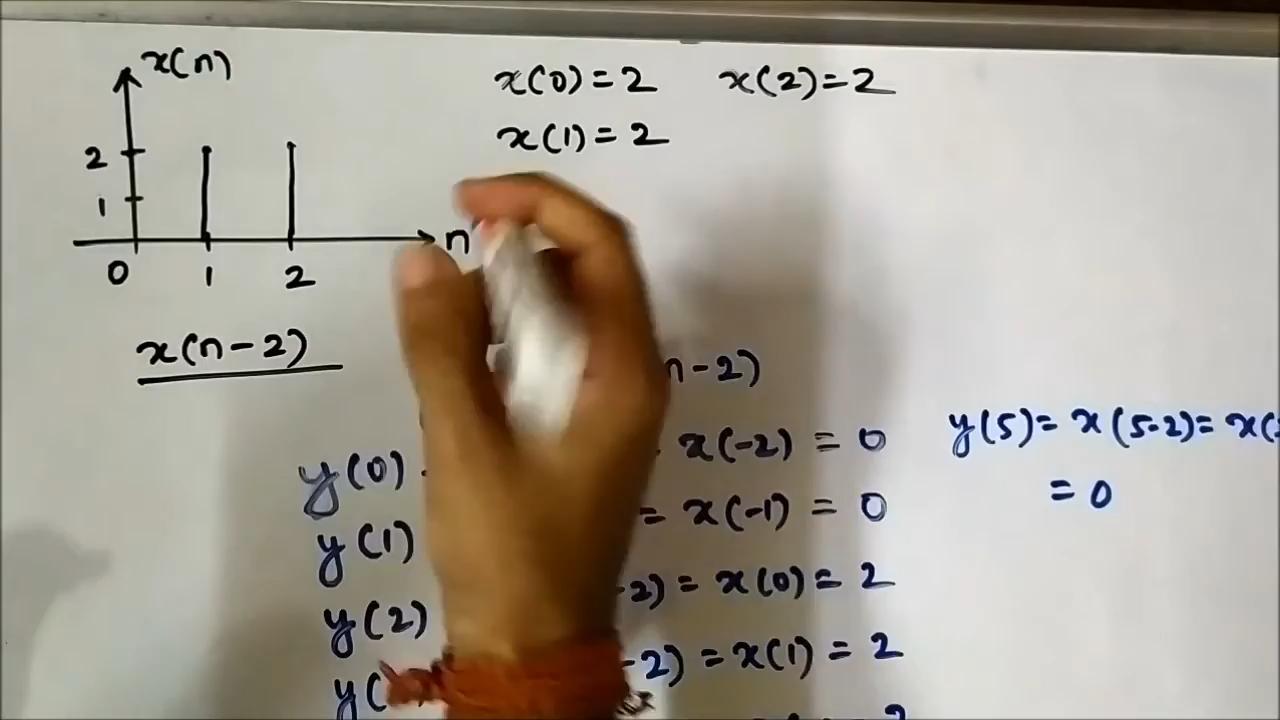 x(n)
2
1
0 1 2
n
x(0) = 2 x(2) = 2
x(1) = 2
x(n-2)
n-2)
y(0) x(-2) = 0
y(1) = x(-1) = 0
y(2) -2) = x(0) = 2
y( -2) = x(1) = 2
y(5) = x(5-2) = x(
= 0